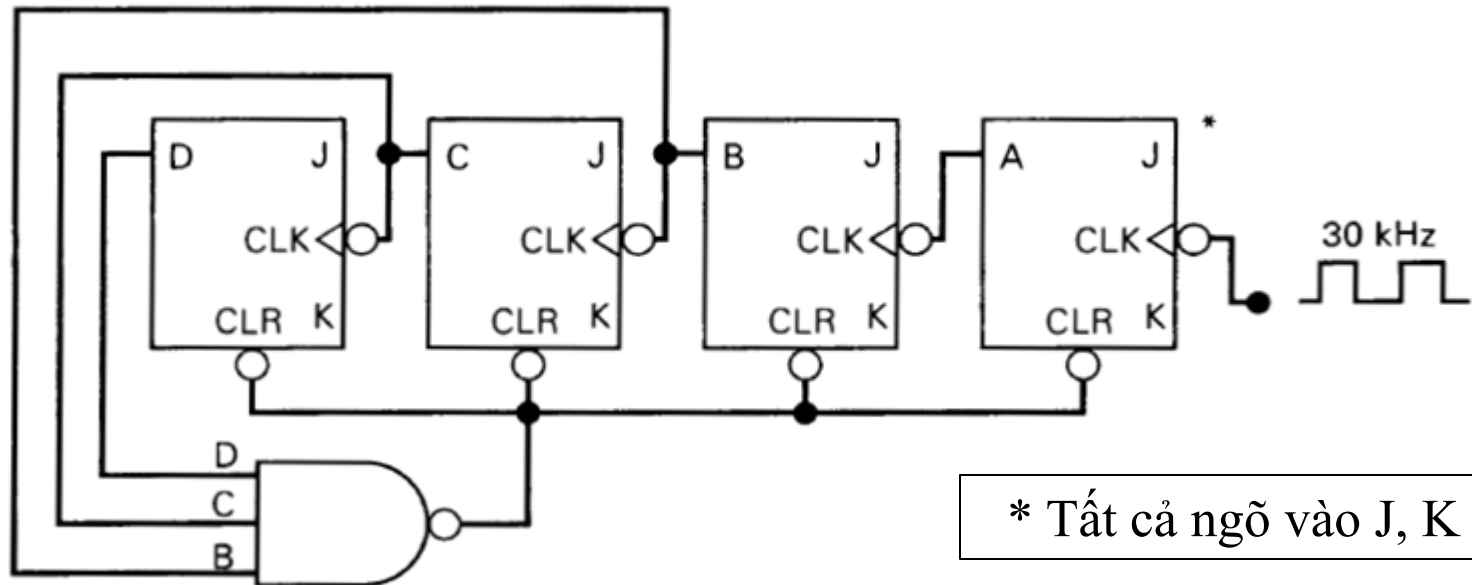 *
D J C J B J A J
CLK CLK CLK CLK
30 kHz
CLR K CLR K CLR K CLR K
D
C
B
* Tất cả ngõ vào J, K